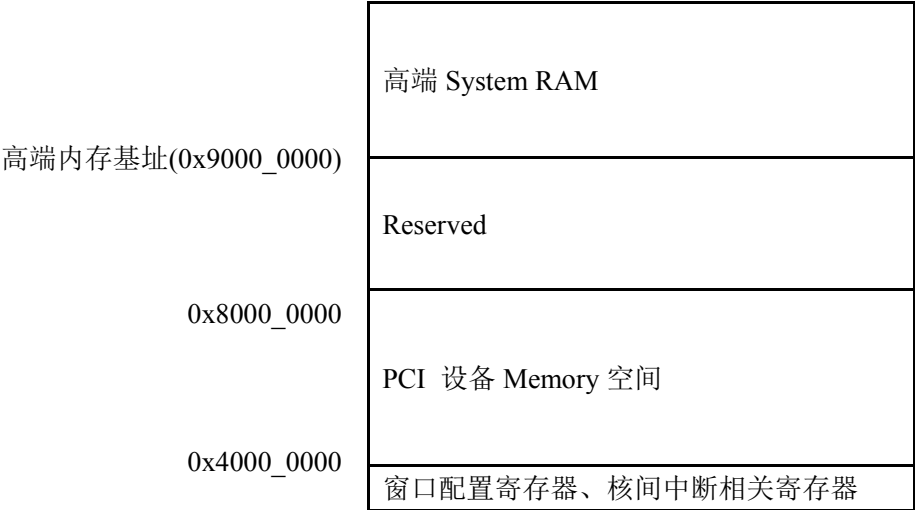 高端 System RAM
高端内存基址(0x9000_0000)
Reserved
0x8000_0000
PCI 设备 Memory 空间
0x4000_0000
窗口配置寄存器、核间中断相关寄存器